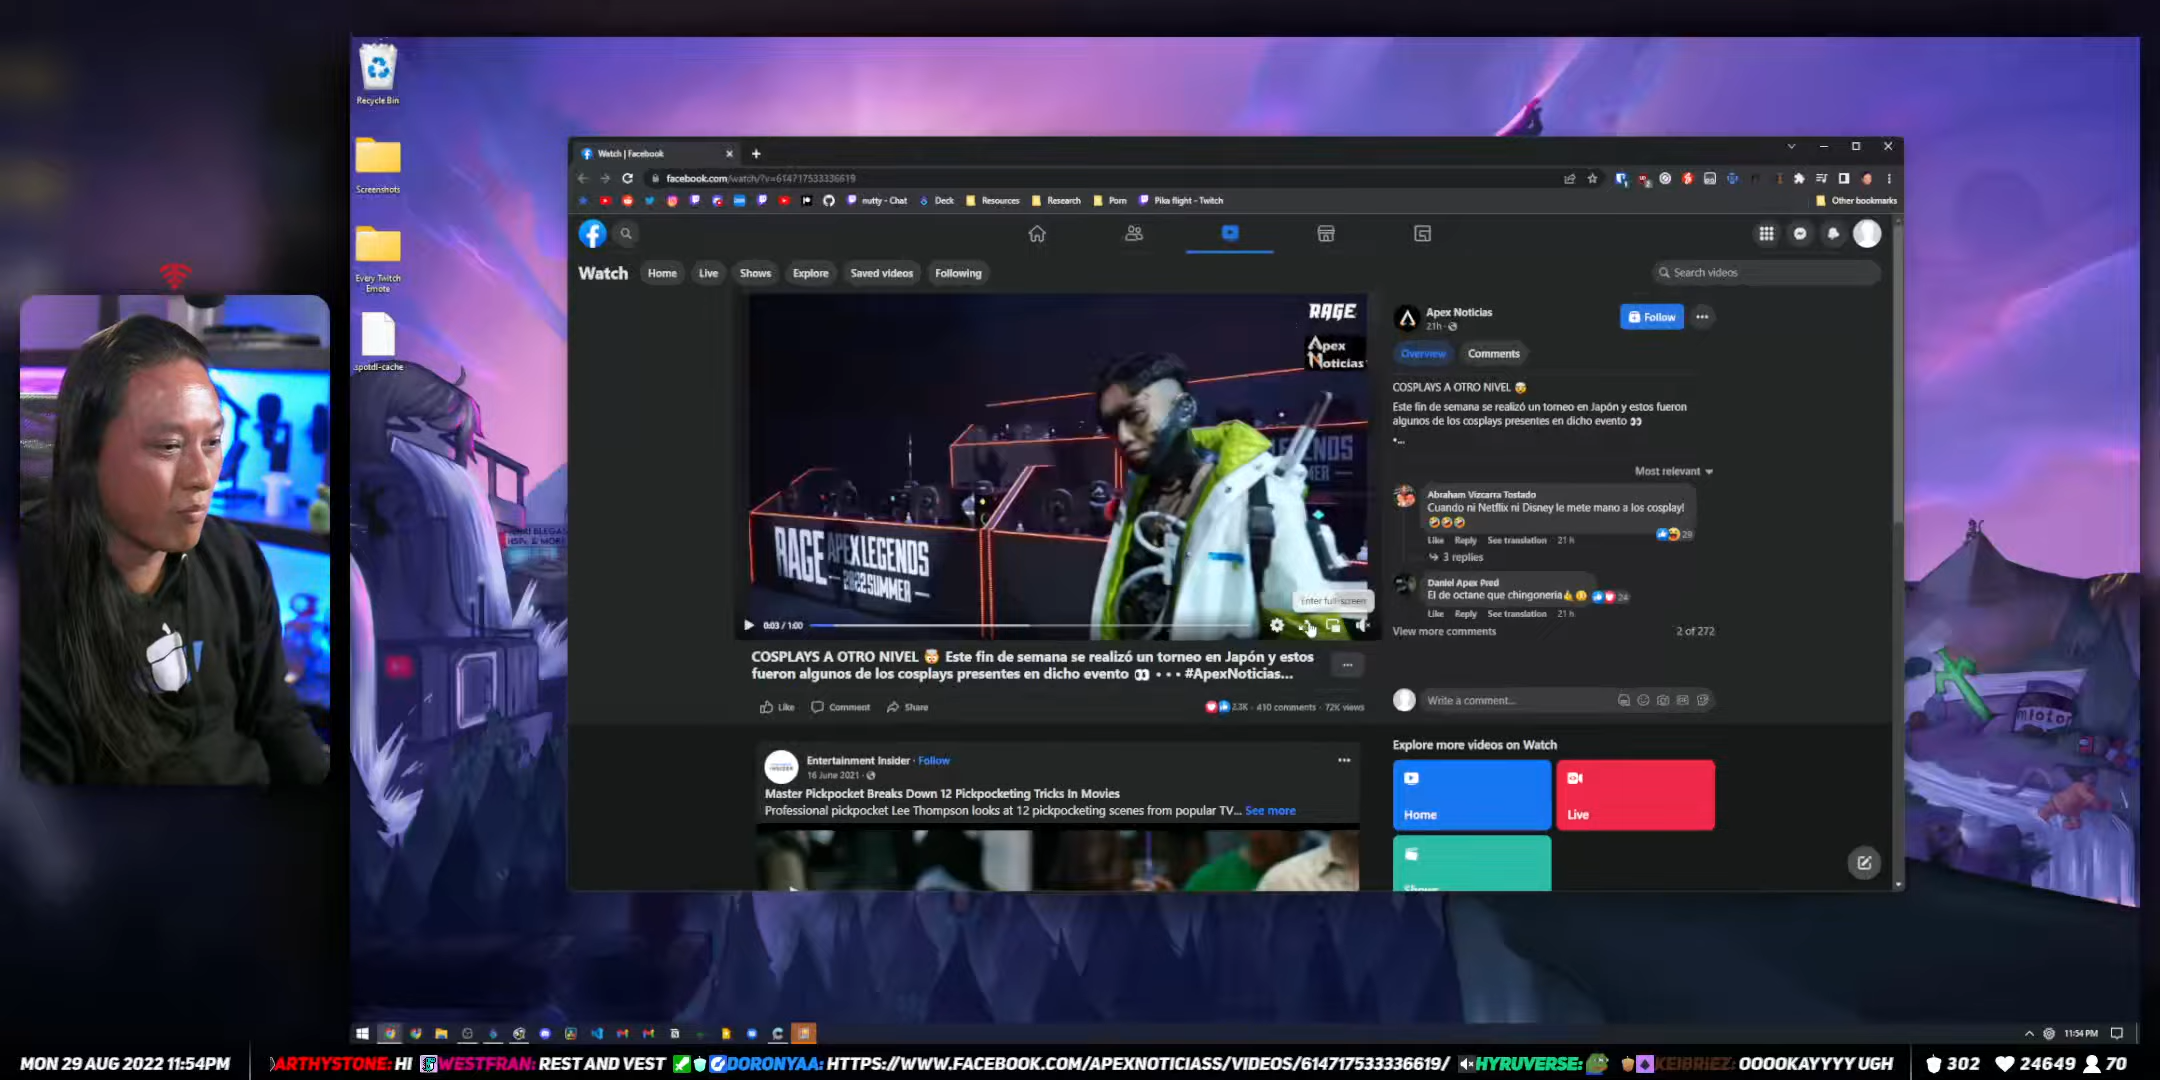 Recycle Bin
Screenshots
Every Twitch
Emote
.spotdl-cache
Watch | Facebook
facebook.com/watch/?v=614717533336619
nutty - Chat
Deck
Resources
Research
Porn
Pika flight - Twitch
Other bookmarks
Watch
Home
Live
Shows
Explore
Saved videos
Following
Search videos
RAGE
Apex
Noticias
RAGE APEX LEGENDS
2022 SUMMER
Enter full-screen
0:03 / 1:00
COSPLAYS A OTRO NIVEL 🤯 Este fin de semana se realizó un torneo en Japón y estos
fueron algunos de los cosplays presentes en dicho evento 👀 • • • #ApexNoticias...
Like
Comment
Share
2.3K · 410 comments · 72K views
Entertainment Insider · Follow
16 June 2021
Master Pickpocket Breaks Down 12 Pickpocketing Tricks In Movies
Professional pickpocket Lee Thompson looks at 12 pickpocketing scenes from popular TV... See more
Apex Noticias
21h
Follow
Overview
Comments
COSPLAYS A OTRO NIVEL 🤯
Este fin de semana se realizó un torneo en Japón y estos fueron
algunos de los cosplays presentes en dicho evento 👀
•...
Most relevant
Abraham Vizcarra Tostado
Cuando ni Netflix ni Disney le mete mano a los cosplay!
🤣🤣🤣
29
Like Reply See translation 21 h
3 replies
Daniel Apex Pred
El de octane que chingoneria
24
Like Reply See translation 21 h
View more comments
2 of 272
Write a comment...
Explore more videos on Watch
Home
Live
Shows
11:54 PM
MON 29 AUG 2022 11:54PM
ARTHYSTONE: HI
WESTFRAN: REST AND VEST
DORONYAA: HTTPS://WWW.FACEBOOK.COM/APEXNOTICIASS/VIDEOS/614717533336619/
HYRUVERSE:
KEIBRIEZ: OOOOKAYYYY UGH
302
24649
70